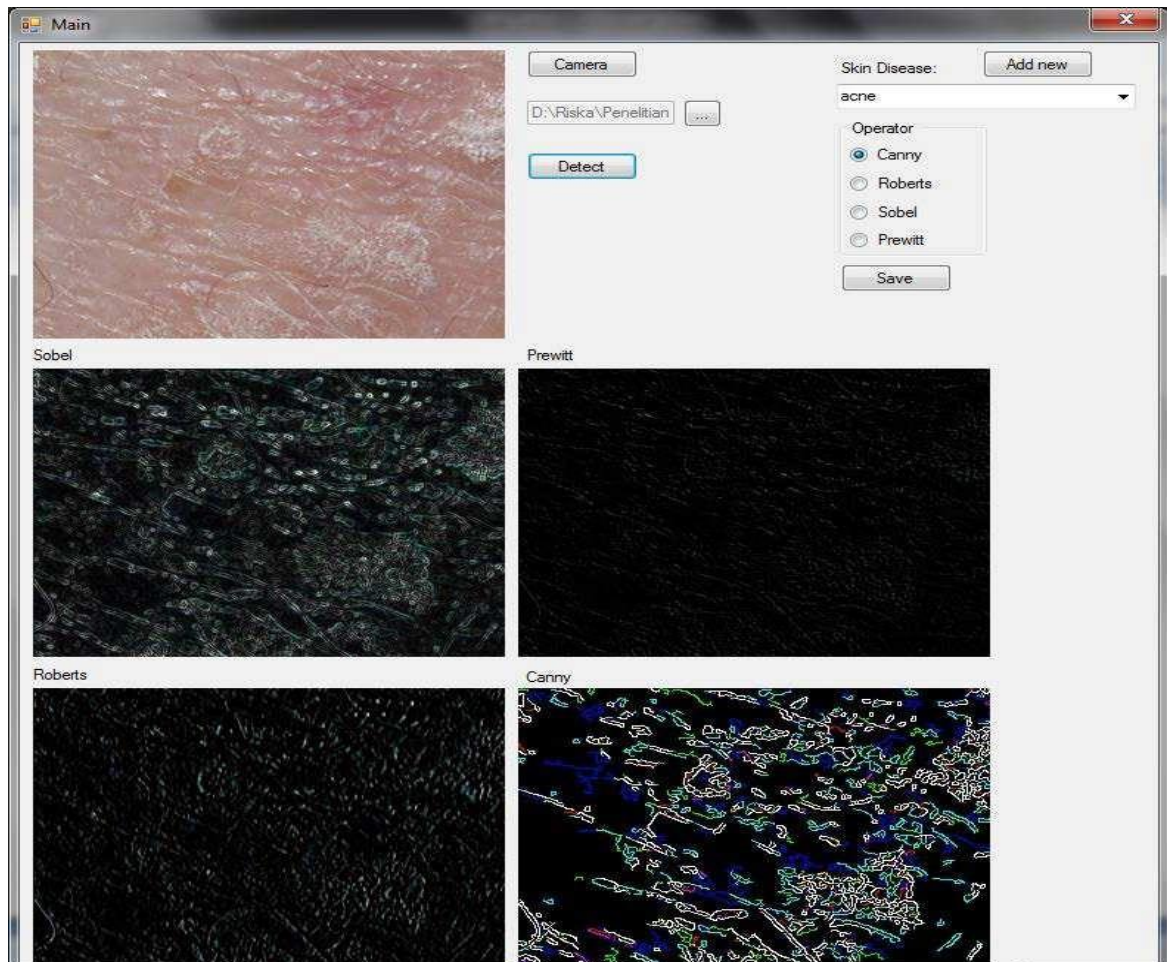 Main
Camera
D:\Riska\Penelitian
...
Detect
Skin Disease:
Add new
acne
Operator
Canny
Roberts
Sobel
Prewitt
Save
Sobel
Prewitt
Roberts
Canny